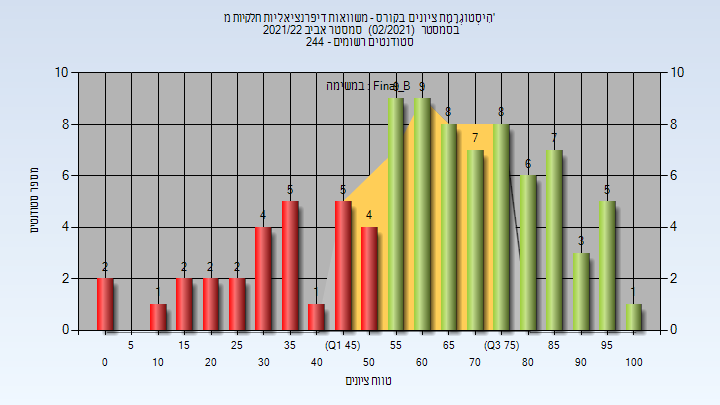 היסטוגרמת ציונים בקורס - משוואות דיפרנציאליות חלקיות מ'
בסמסטר (02/2021) סמסטר אביב 2021/22
סטודנטים רשומים - 244
במשימה : Final_B
מספר סטודנטים
10 10
8 8
6 6
4 4
2 2
0 0
2 1 2 2 2 4 5 1 5 4 9 9 8 7 8 6 7 3 5 1
5 15 25 35 (Q1 45) 55 65 (Q3 75) 85 95
0 10 20 30 40 50 60 70 80 90 100
טווח ציונים